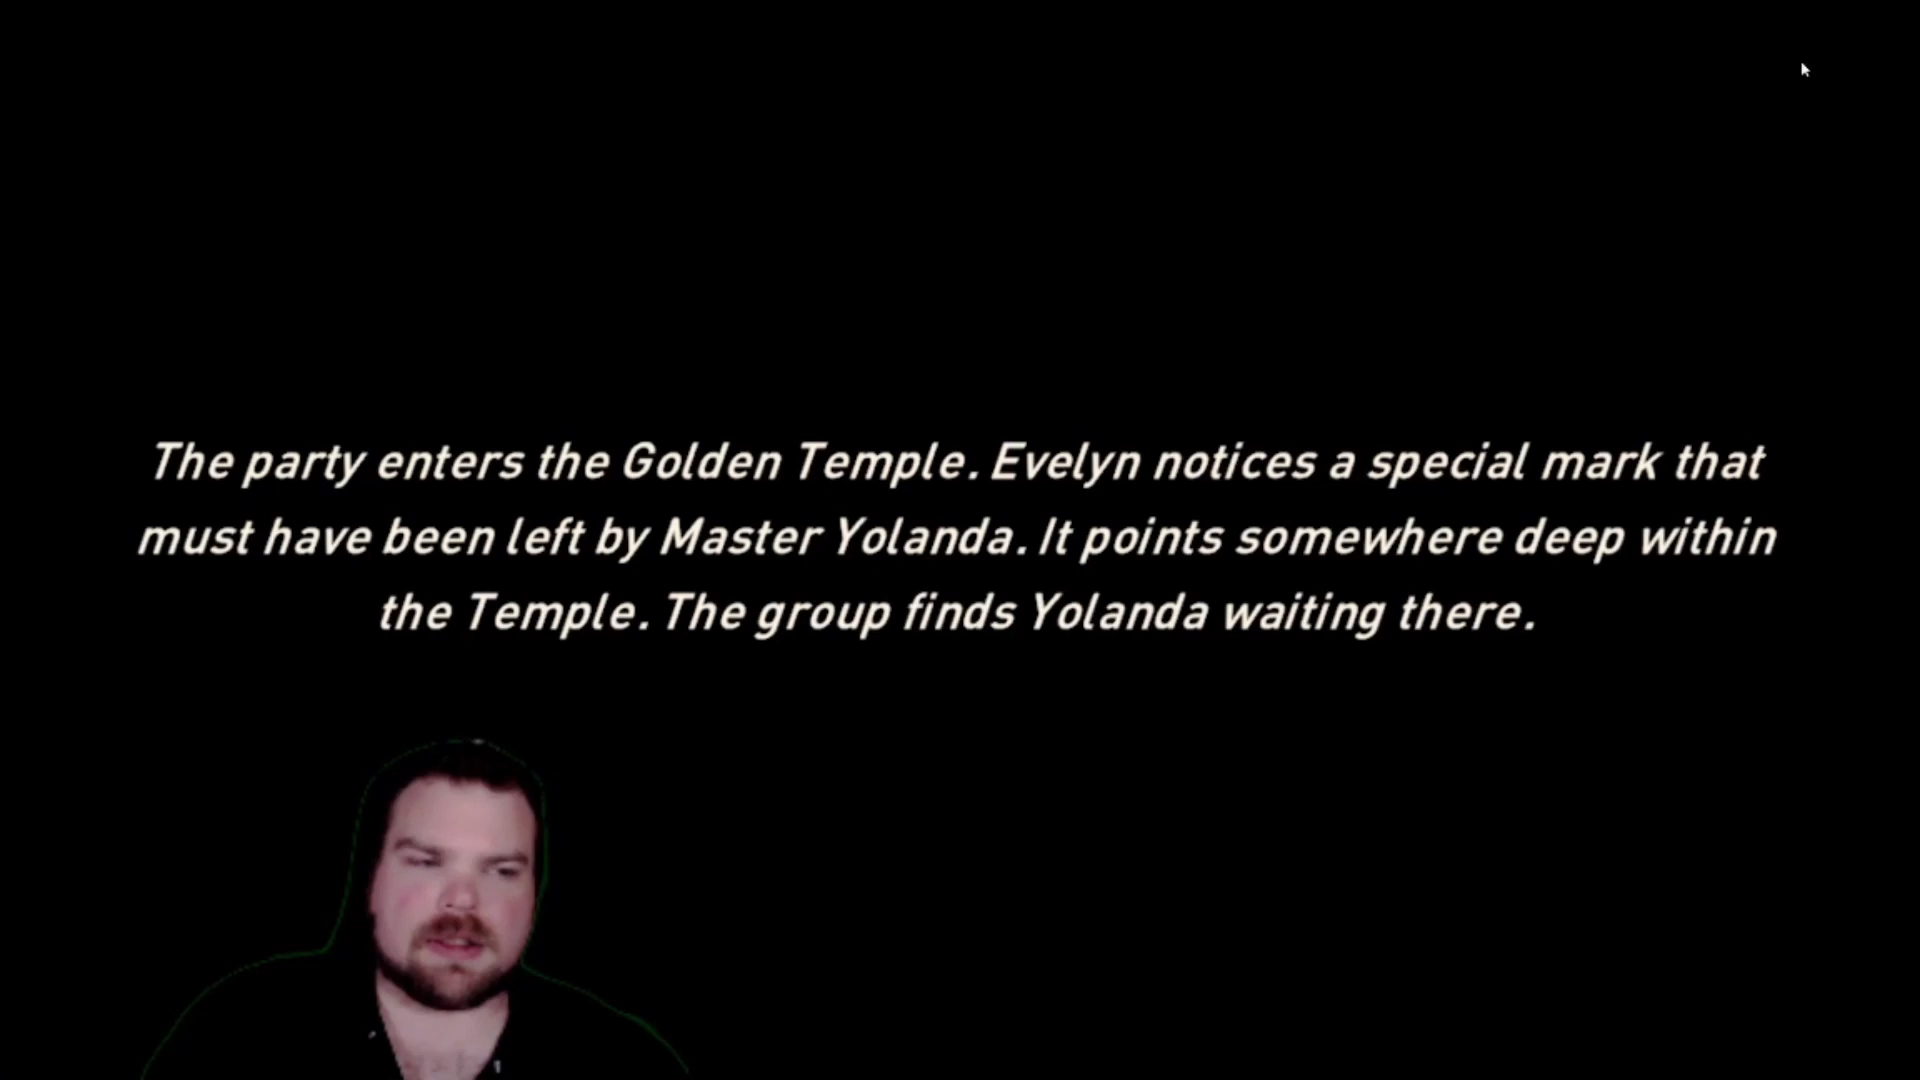 The party enters the Golden Temple. Evelyn notices a special mark that
must have been left by Master Yolanda. It points somewhere deep within
the Temple. The group finds Yolanda waiting there.